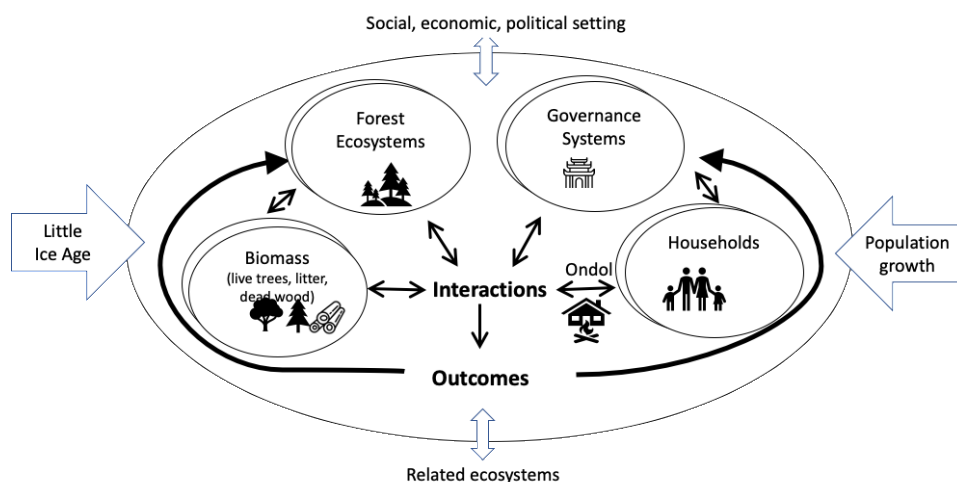 Social, economic, political setting
Forest
Ecosystems
Governance
Systems
Little
Ice Age
Biomass
(live trees, litter,
dead wood)
Ondol
Interactions
Households
Population
growth
Outcomes
Related ecosystems